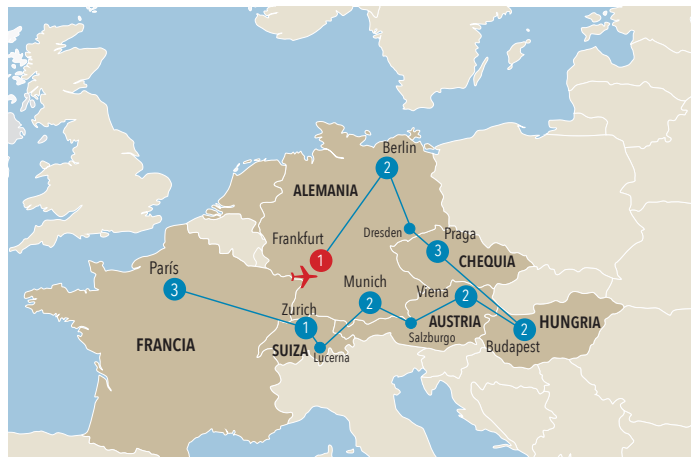 Berlin
2
ALEMANIA
Dresden
Frankfurt
1
Praga
3
CHEQUIA
París
3
Munich
2
Viena
2
Zurich
1
AUSTRIA
HUNGRIA
Salzburgo
2
Budapest
FRANCIA
SUIZA
Lucerna